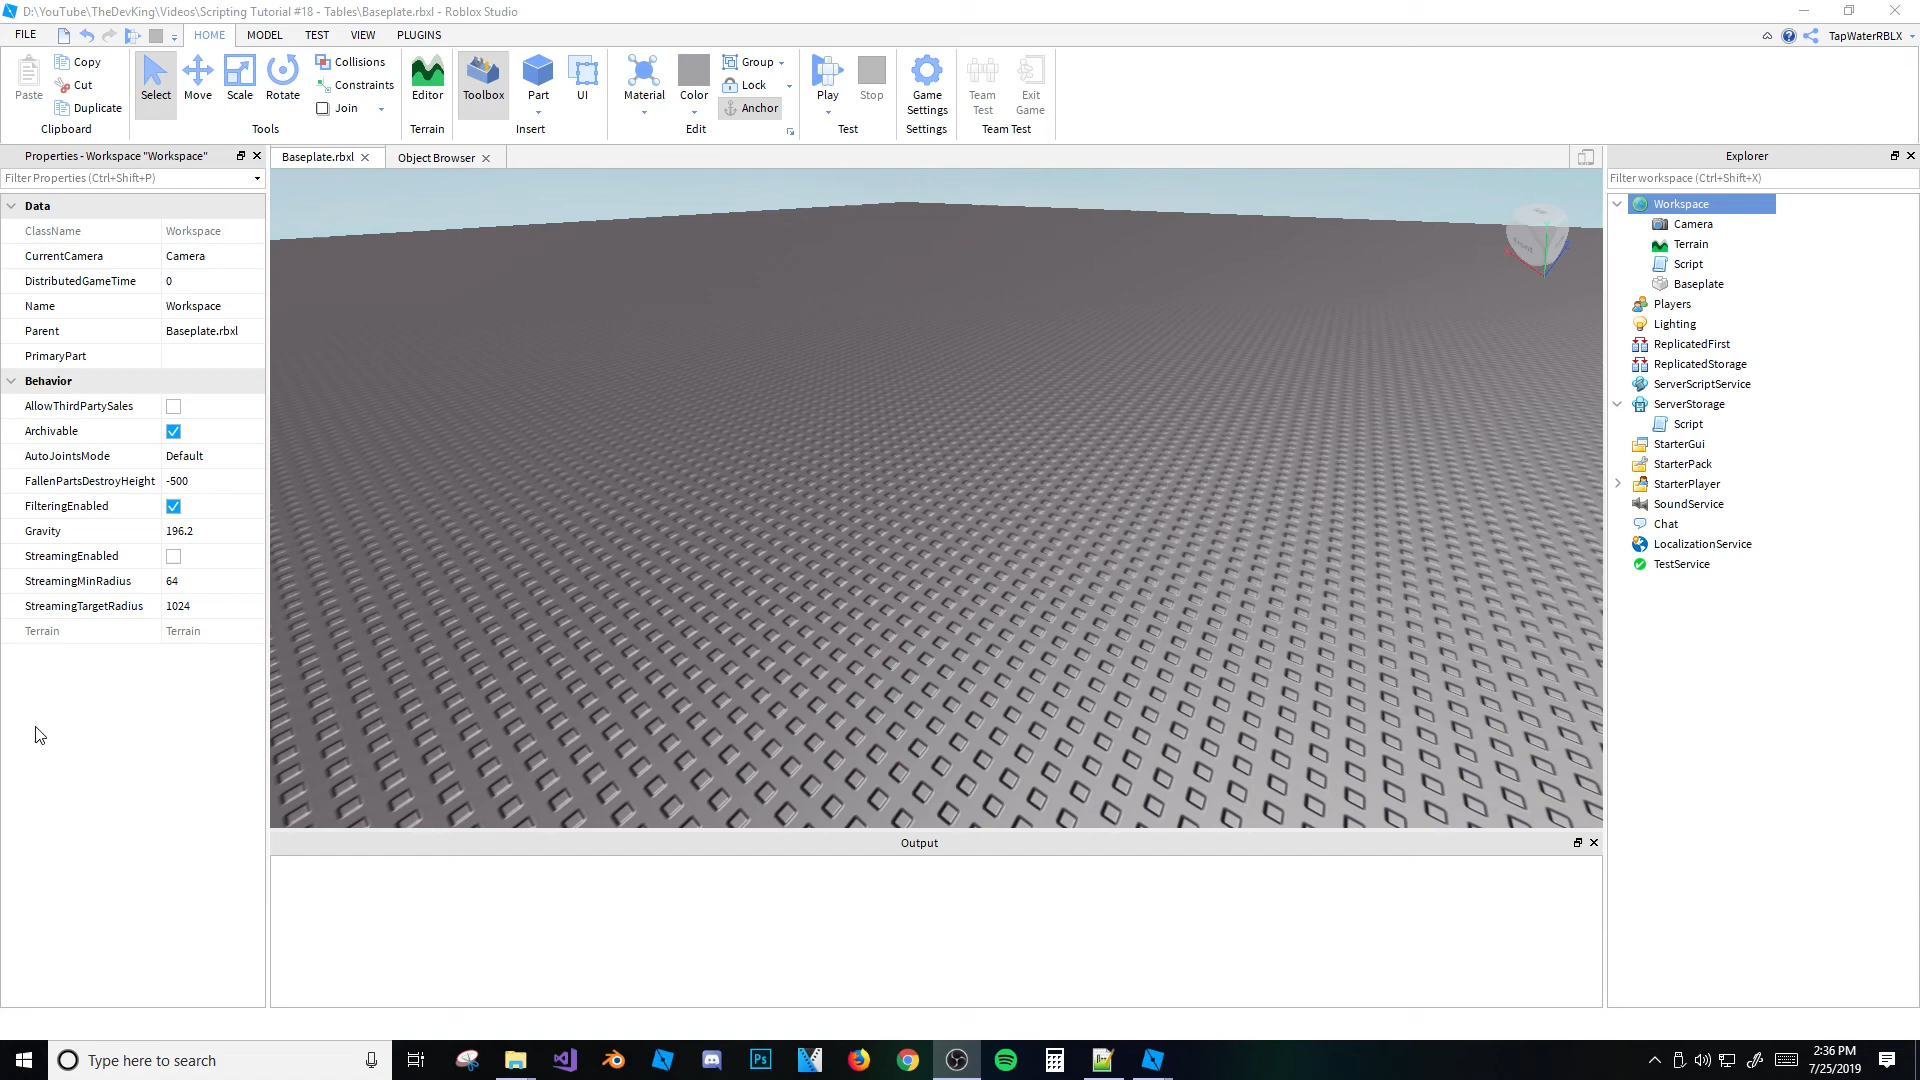 D:\YouTube\TheDevKing\Videos\Scripting Tutorial #18 - Tables\Baseplate.rbxl - Roblox Studio
FILE HOME MODEL TEST VIEW PLUGINS TapWaterRBLX
Paste Copy Cut Duplicate Clipboard
Select Move Scale Rotate Collisions Constraints Join Tools
Editor Terrain
Toolbox Part UI Insert
Material Color Group Lock Anchor Edit
Play Stop Test
Game Settings Settings
Team Test Exit Game Team Test
Properties - Workspace "Workspace"
Filter Properties (Ctrl+Shift+P)
Data
ClassName Workspace
CurrentCamera Camera
DistributedGameTime 0
Name Workspace
Parent Baseplate.rbxl
PrimaryPart
Behavior
AllowThirdPartySales
Archivable
AutoJointsMode Default
FallenPartsDestroyHeight -500
FilteringEnabled
Gravity 196.2
StreamingEnabled
StreamingMinRadius 64
StreamingTargetRadius 1024
Terrain Terrain
Baseplate.rbxl Object Browser
Output
Explorer
Filter workspace (Ctrl+Shift+X)
Workspace
Camera
Terrain
Script
Baseplate
Players
Lighting
ReplicatedFirst
ReplicatedStorage
ServerScriptService
ServerStorage
Script
StarterGui
StarterPack
StarterPlayer
SoundService
Chat
LocalizationService
TestService
Type here to search
Ps
2:36 PM
7/25/2019